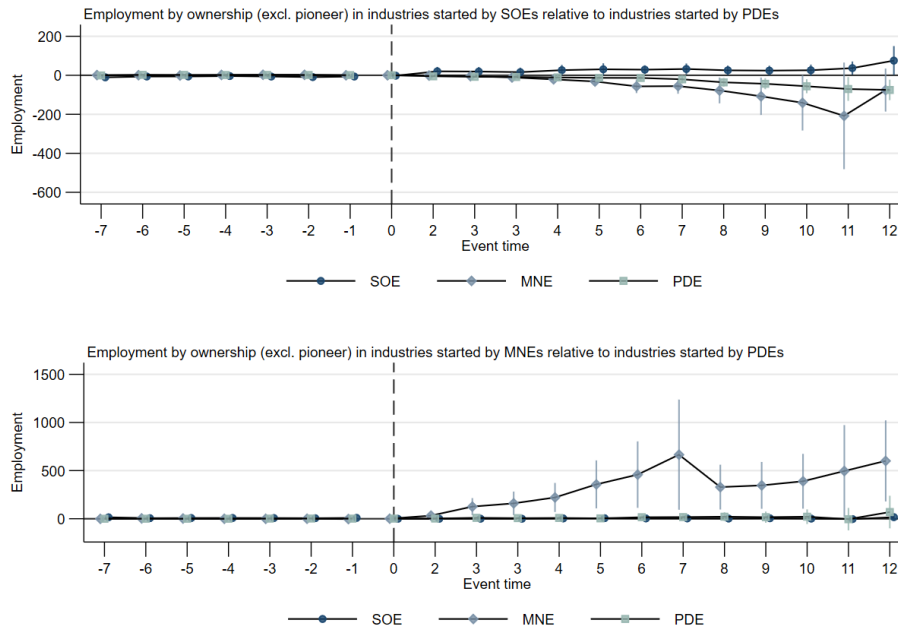 Employment by ownership (excl. pioneer) in industries started by SOEs relative to industries started by PDEs
200
0
-200
-400
-600
Employment
-7 -6 -5 -4 -3 -2 -1 0 2 3 3 4 5 6 7 8 9 10 11 12
Event time
SOE MNE PDE
Employment by ownership (excl. pioneer) in industries started by MNEs relative to industries started by PDEs
1500
1000
500
0
Employment
-7 -6 -5 -4 -3 -2 -1 0 2 3 3 4 5 6 7 8 9 10 11 12
Event time
SOE MNE PDE